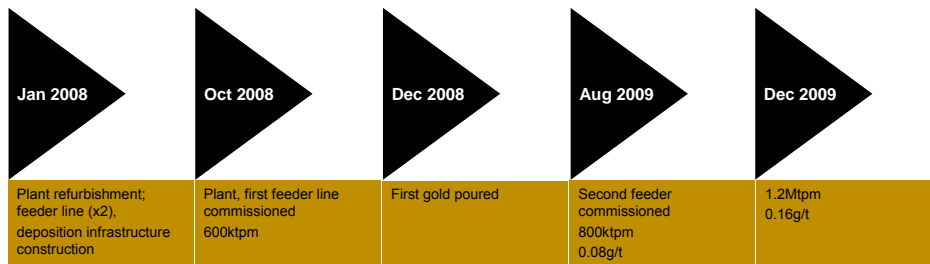 Jan 2008
Oct 2008
Dec 2008
Aug 2009
Dec 2009
Plant refurbishment;
feeder line (x2),
deposition infrastructure
construction
Plant, first feeder line
commissioned
600ktpm
First gold poured
Second feeder
commissioned
800ktpm
0.08g/t
1.2Mtpm
0.16g/t